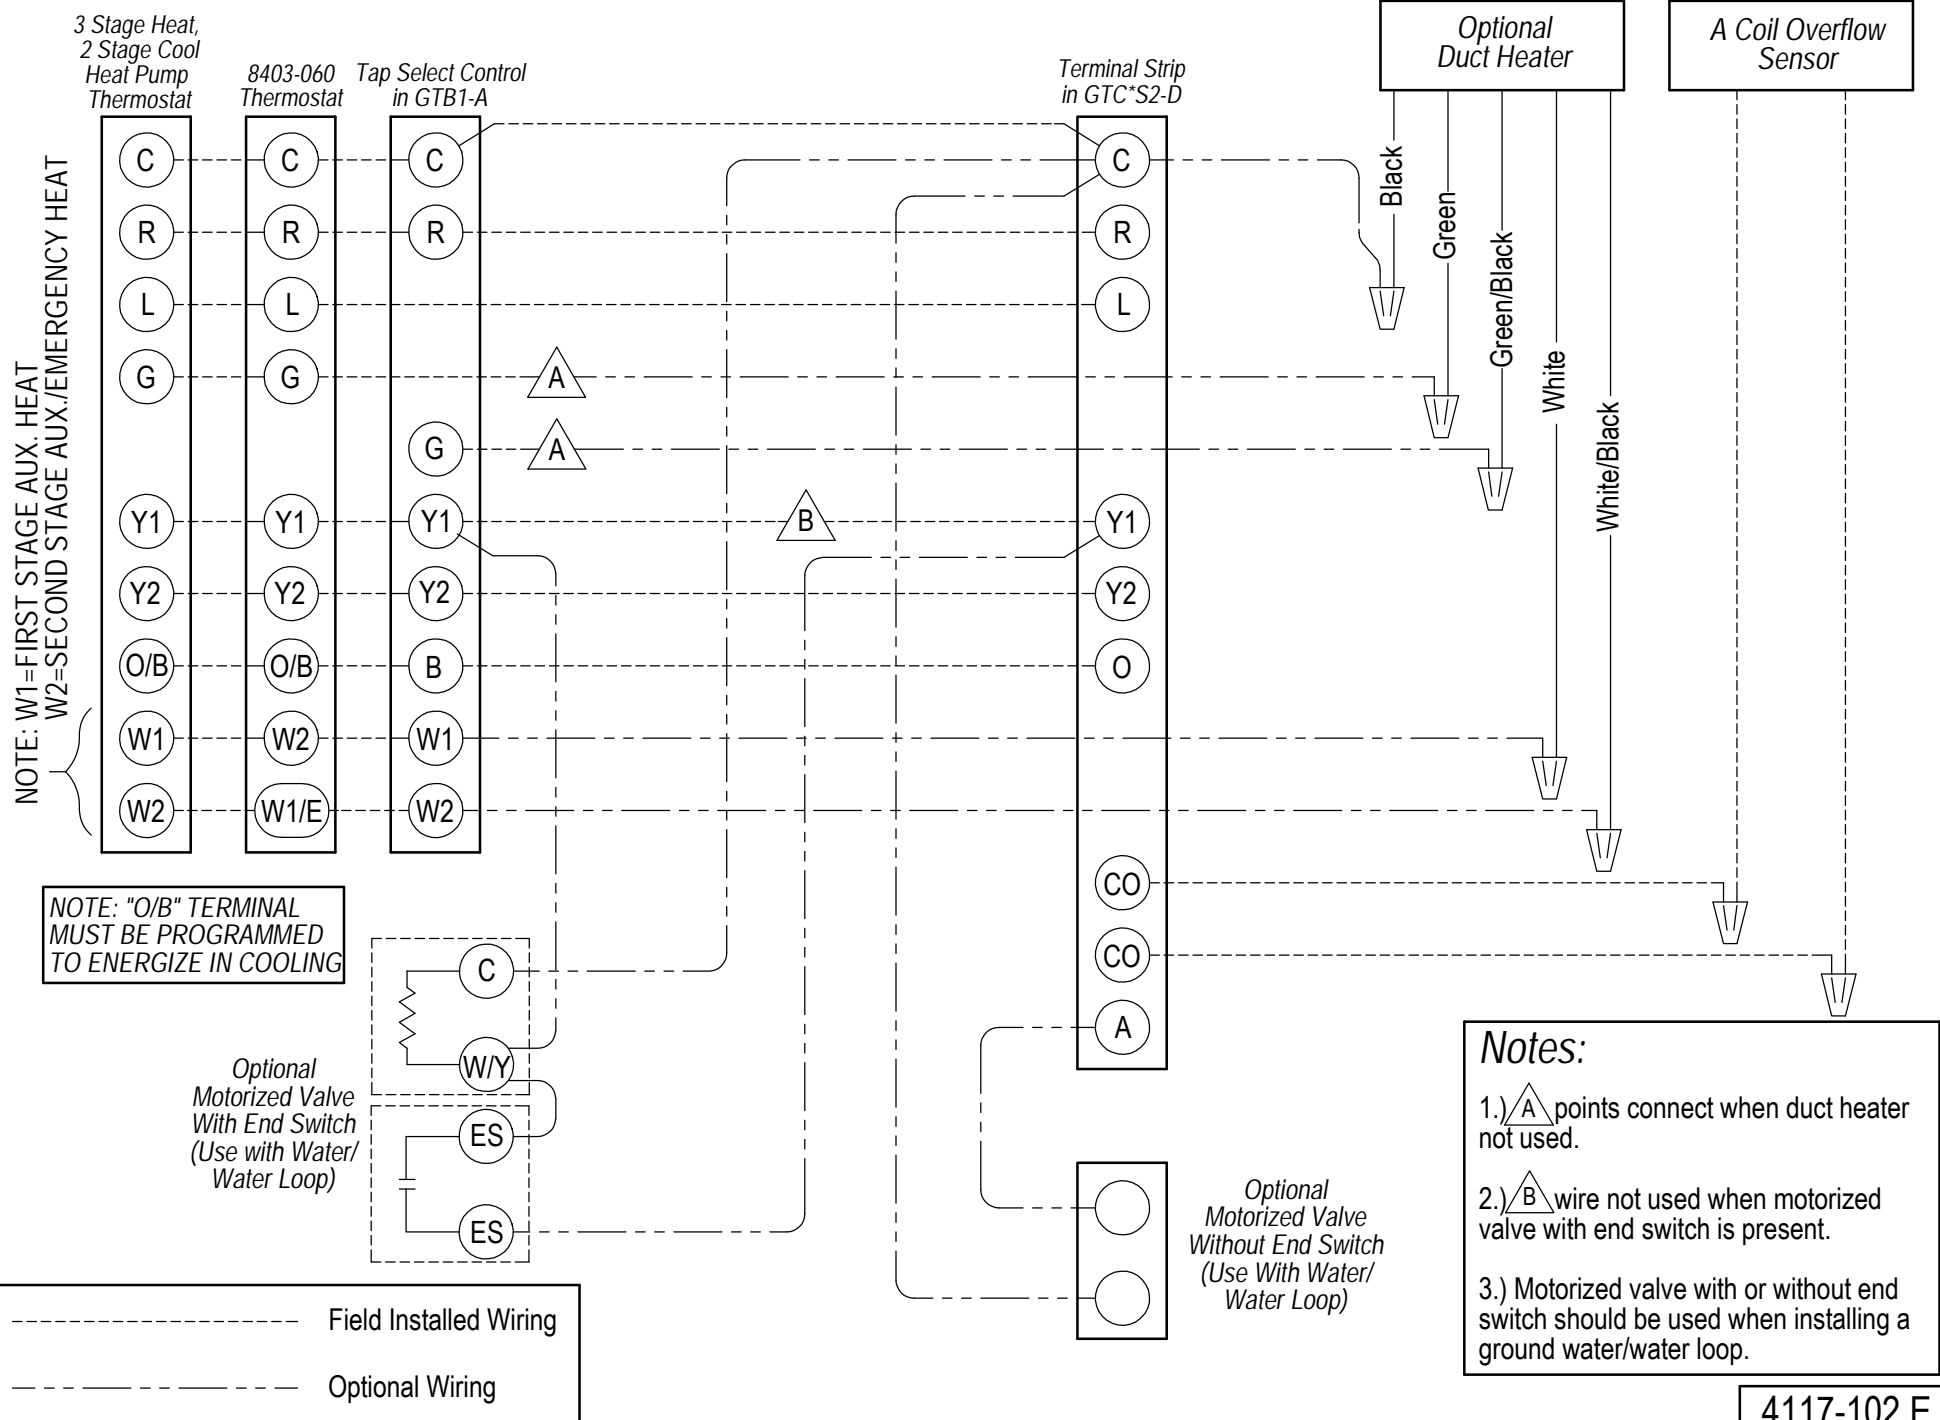 3 Stage Heat,
2 Stage Cool
Heat Pump
Thermostat
8403-060
Thermostat
Tap Select Control
in GTB1-A
Terminal Strip
in GTC*S2-D
Optional
Duct Heater
A Coil Overflow
Sensor
NOTE: W1=FIRST STAGE AUX. HEAT
W2=SECOND STAGE AUX./EMERGENCY HEAT
C
R
L
G
Y1
Y2
O/B
W1
W2
C
R
L
G
Y1
Y2
O/B
W2
W1/E
C
R
G
Y1
Y2
B
W1
W2
A
A
B
C
R
L
Y1
Y2
O
CO
CO
A
Black
Green
Green/Black
White
White/Black
NOTE: "O/B" TERMINAL
MUST BE PROGRAMMED
TO ENERGIZE IN COOLING
C
W/Y
ES
ES
Optional
Motorized Valve
With End Switch
(Use with Water/
Water Loop)
Optional
Motorized Valve
Without End Switch
(Use With Water/
Water Loop)
Notes:
1.) A points connect when duct heater
not used.
2.) B wire not used when motorized
valve with end switch is present.
3.) Motorized valve with or without end
switch should be used when installing a
ground water/water loop.
Field Installed Wiring
Optional Wiring
4117-102 E